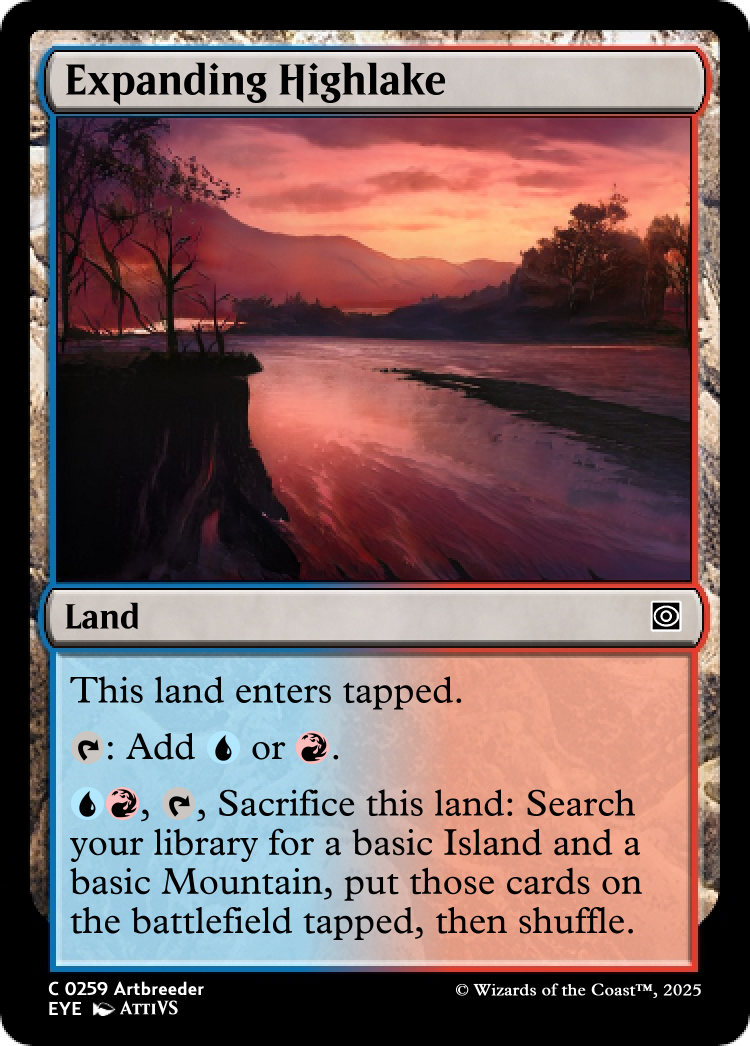 Expanding Highlake
Land
This land enters tapped.
: Add or .
, , Sacrifice this land: Search
your library for a basic Island and a
basic Mountain, put those cards on
the battlefield tapped, then shuffle.
C 0259 Artbreeder
EYE AttiVS
© Wizards of the Coast™, 2025